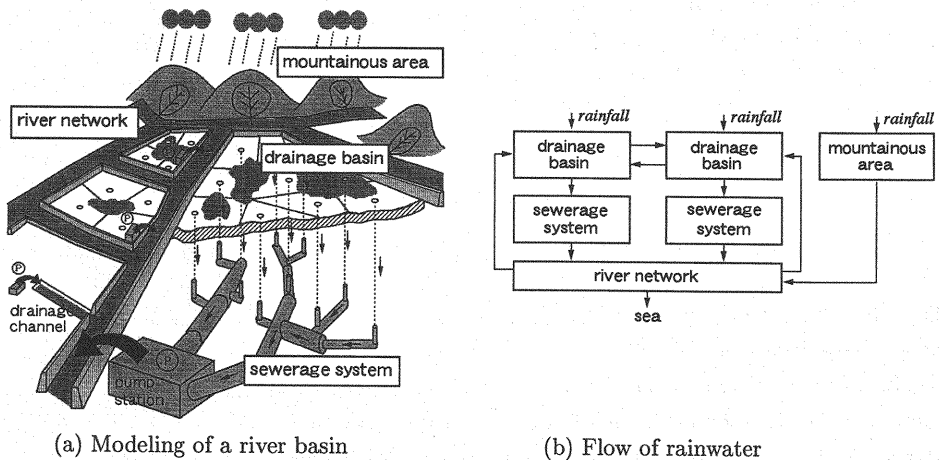 mountainous area
river network
drainage basin
P
P
drainage
channel
P
pump
station
sewerage system
(a) Modeling of a river basin
rainfall
rainfall
rainfall
drainage
basin
drainage
basin
mountainous
area
sewerage
system
sewerage
system
river network
sea
(b) Flow of rainwater